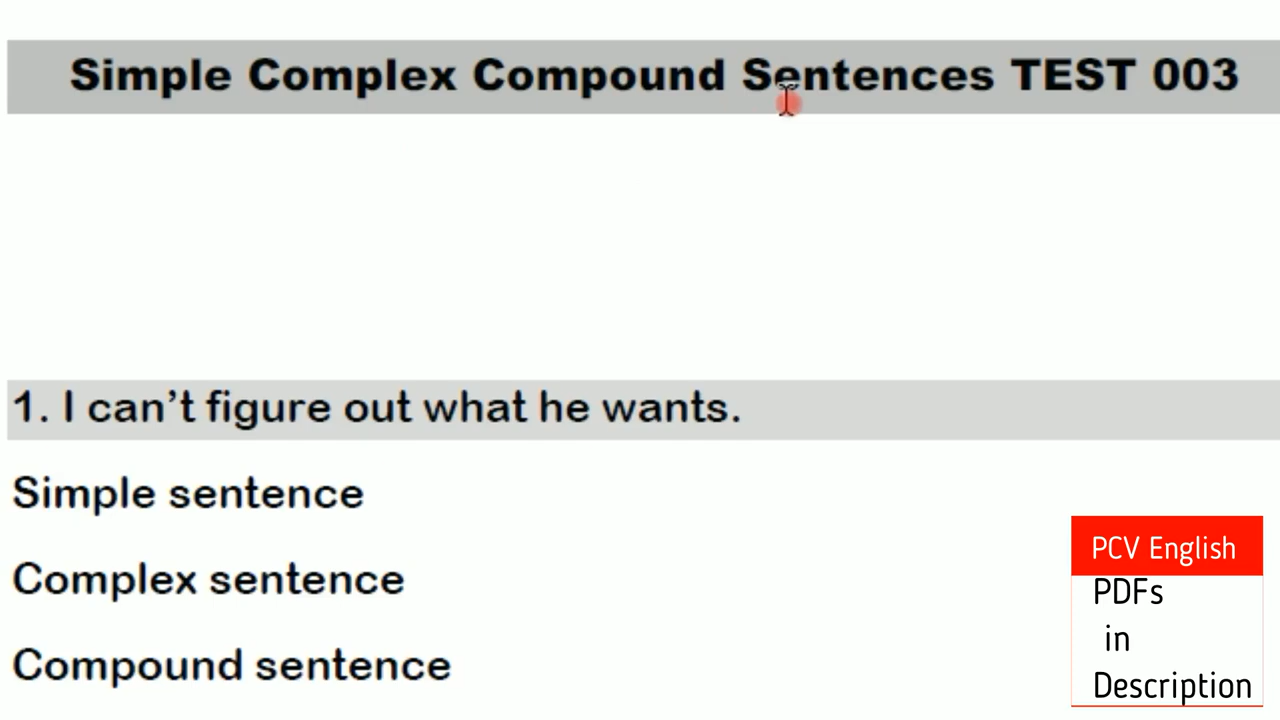 Simple Complex Compound Sentences TEST 003
1. I can’t figure out what he wants.
Simple sentence
Complex sentence
Compound sentence
PCV English
PDFs
in
Description